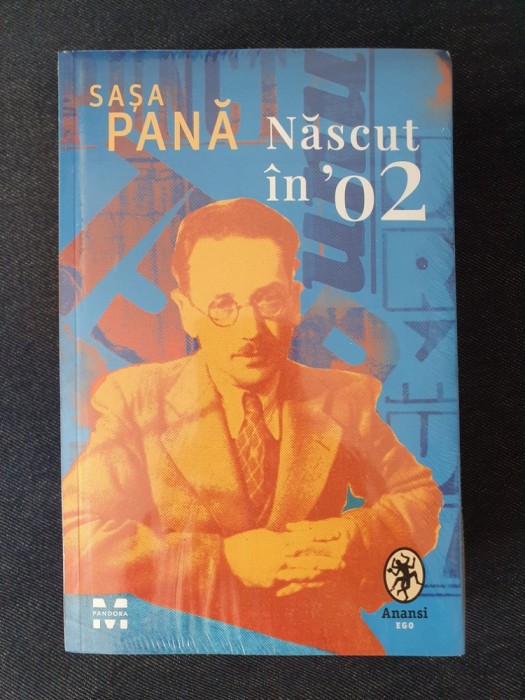 SAȘA
PANĂ
Născut
în '02
M
PANDORA
Anansi
EGO